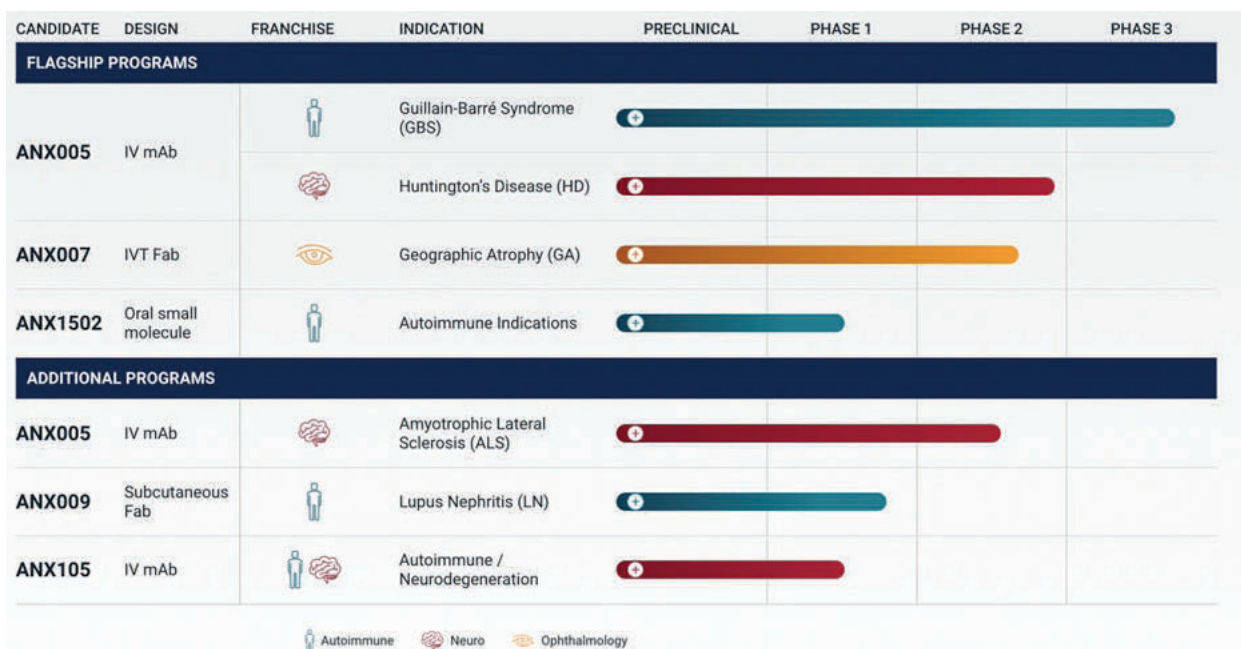 CANDIDATE DESIGN FRANCHISE INDICATION PRECLINICAL PHASE 1 PHASE 2 PHASE 3
FLAGSHIP PROGRAMS
ANX005 IV mAb
Guillain-Barré Syndrome
(GBS)
Huntington's Disease (HD)
ANX007 IVT Fab Geographic Atrophy (GA)
ANX1502
Oral small
molecule
Autoimmune Indications
ADDITIONAL PROGRAMS
ANX005 IV mAb
Amyotrophic Lateral
Sclerosis (ALS)
ANX009
Subcutaneous
Fab
Lupus Nephritis (LN)
ANX105 IV mAb
Autoimmune /
Neurodegeneration
Autoimmune Neuro Ophthalmology